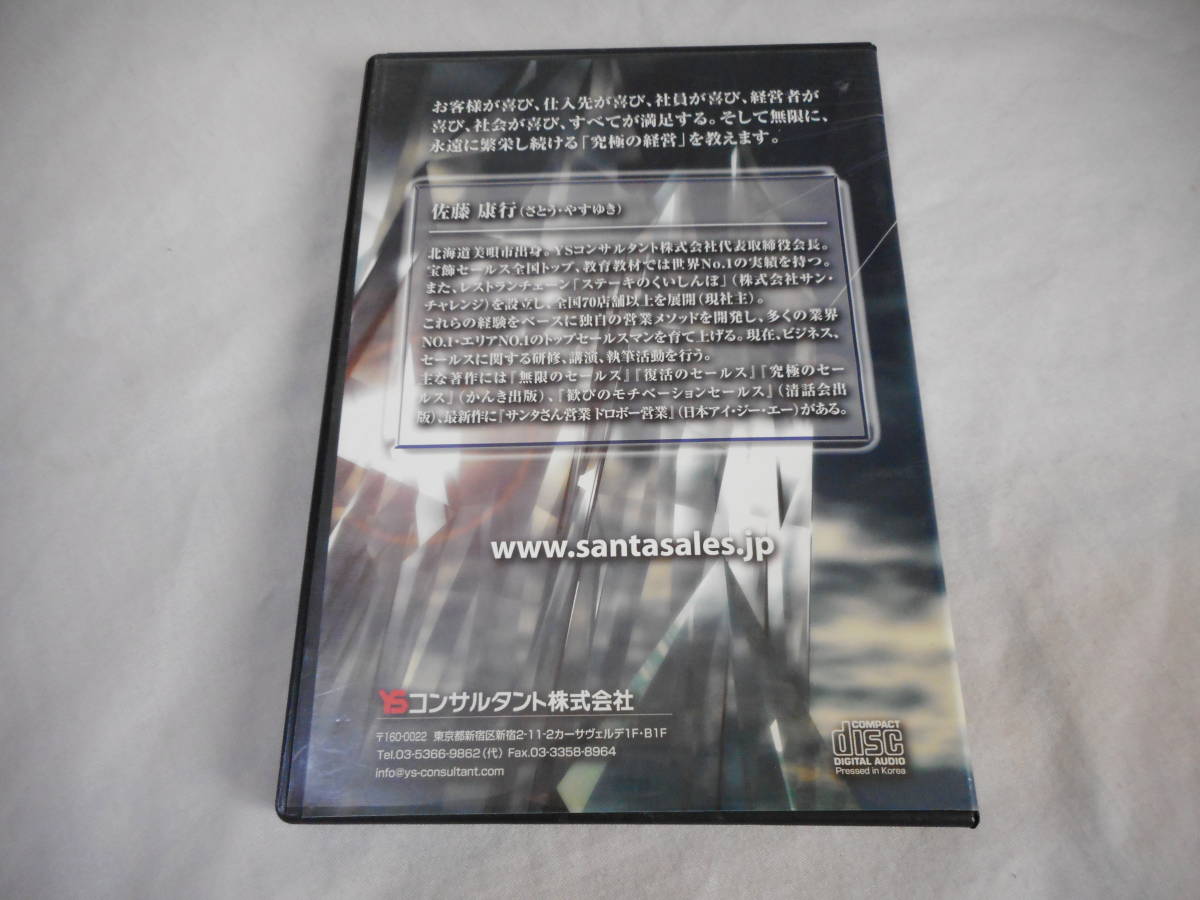 お客様が喜び、仕入先が喜び、社員が喜び、経営者が
喜び、社会が喜び、すべてが満足する。そして無限に、
永遠に繁栄し続ける「究極の経営」を教えます。
佐藤 康行(さとう・やすゆき)
北海道美唄市出身。YSコンサルタント株式会社代表取締役会長。
宝飾セールス全国トップ、教育教材では世界No.1の実績を持つ。
また、レストランチェーン「ステーキのくいしんぼ」(株式会社サン・
チャレンジ)を設立し、全国70店舗以上を展開(現社主)。
これらの経験をベースに独自の営業メソッドを開発し、多くの業界
NO.1・エリアNO.1のトップセールスマンを育て上げる。現在、ビジネス、
セールスに関する研修、講演、執筆活動を行う。
主な著作には『無限のセールス』『復活のセールス』『究極のセー
ルス』(かんき出版)、『歓びのモチベーションセールス』(清話会出
版)、最新作に『サンタさん営業 ドロボー営業』(日本アイ・ジー・エー)がある。
www.santasales.jp
YSコンサルタント株式会社
〒160-0022 東京都新宿区新宿2-11-2カーサヴェルデ1F・B1F
Tel.03-5366-9862(代) Fax.03-3358-8964
info@ys-consultant.com
COMPACT
disc
DIGITAL AUDIO
Pressed in Korea